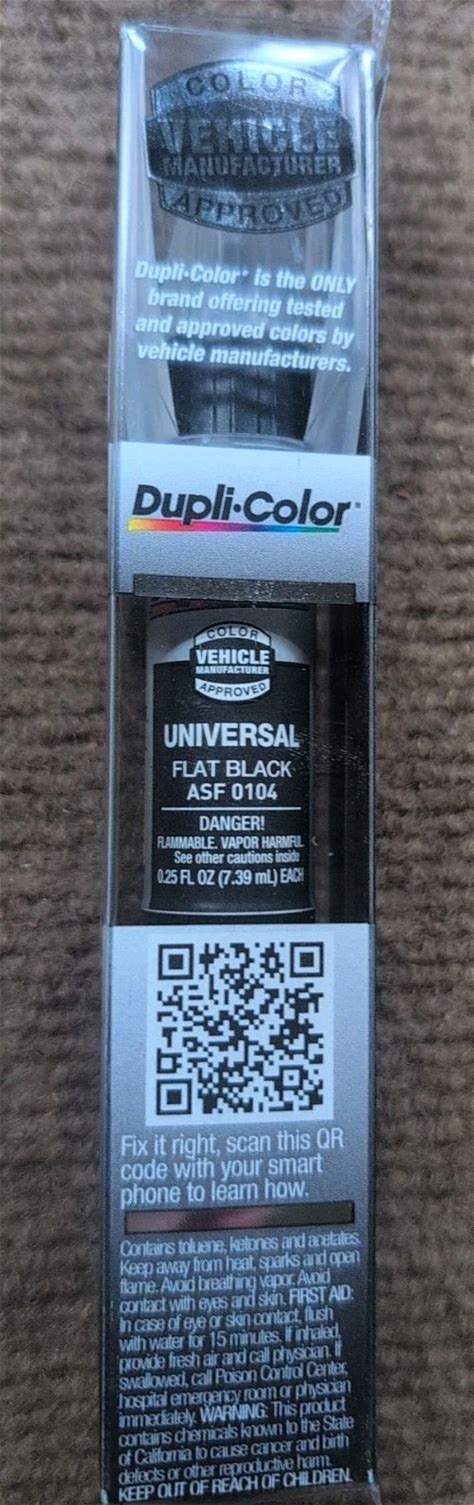 COLOR
VEHICLE
MANUFACTURER
APPROVED
Dupli•Color® is the ONLY
brand offering tested
and approved colors by
vehicle manufacturers.
Dupli•Color®
COLOR
VEHICLE
MANUFACTURER
APPROVED
UNIVERSAL
FLAT BLACK
ASF 0104
DANGER!
FLAMMABLE. VAPOR HARMFUL
See other cautions inside
0.25 FL OZ (7.39 mL) EACH
Fix it right, scan this QR
code with your smart
phone to learn how.
Contains toluene, ketones and acetates.
Keep away from heat, sparks and open
flame. Avoid breathing vapor. Avoid
contact with eyes and skin. FIRST AID:
In case of eye or skin contact, flush
with water for 15 minutes. If inhaled,
provide fresh air and call physician. If
swallowed, call Poison Control Center,
hospital emergency room or physician
immediately. WARNING: This product
contains chemicals known to the State
of California to cause cancer and birth
defects or other reproductive harm.
KEEP OUT OF REACH OF CHILDREN.